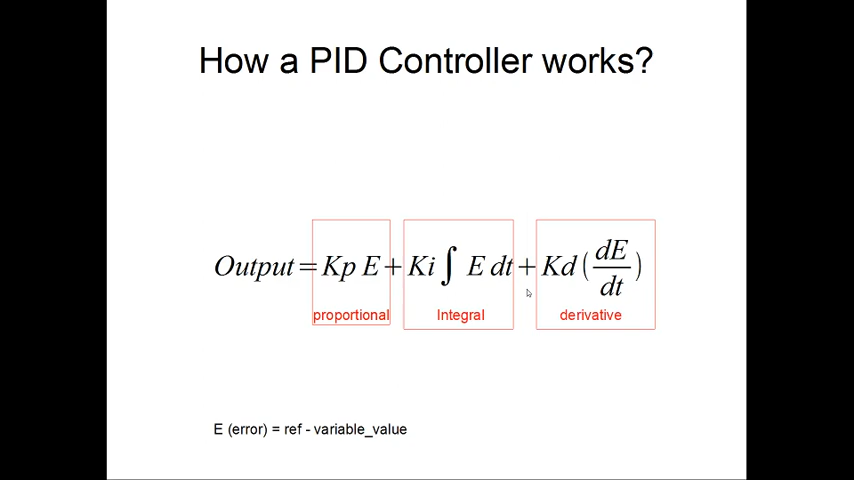 How a PID Controller works?
Output = Kp E + Ki ∫ E dt + Kd (dE/dt)
proportional Integral derivative
E (error) = ref - variable_value